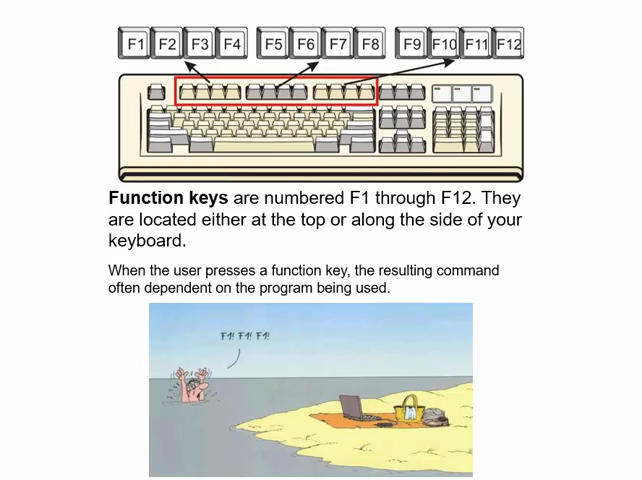 F1 F2 F3 F4 F5 F6 F7 F8 F9 F10 F11 F12
Function keys are numbered F1 through F12. They
are located either at the top or along the side of your
keyboard.
When the user presses a function key, the resulting command
often dependent on the program being used.
F1! F1! F1!